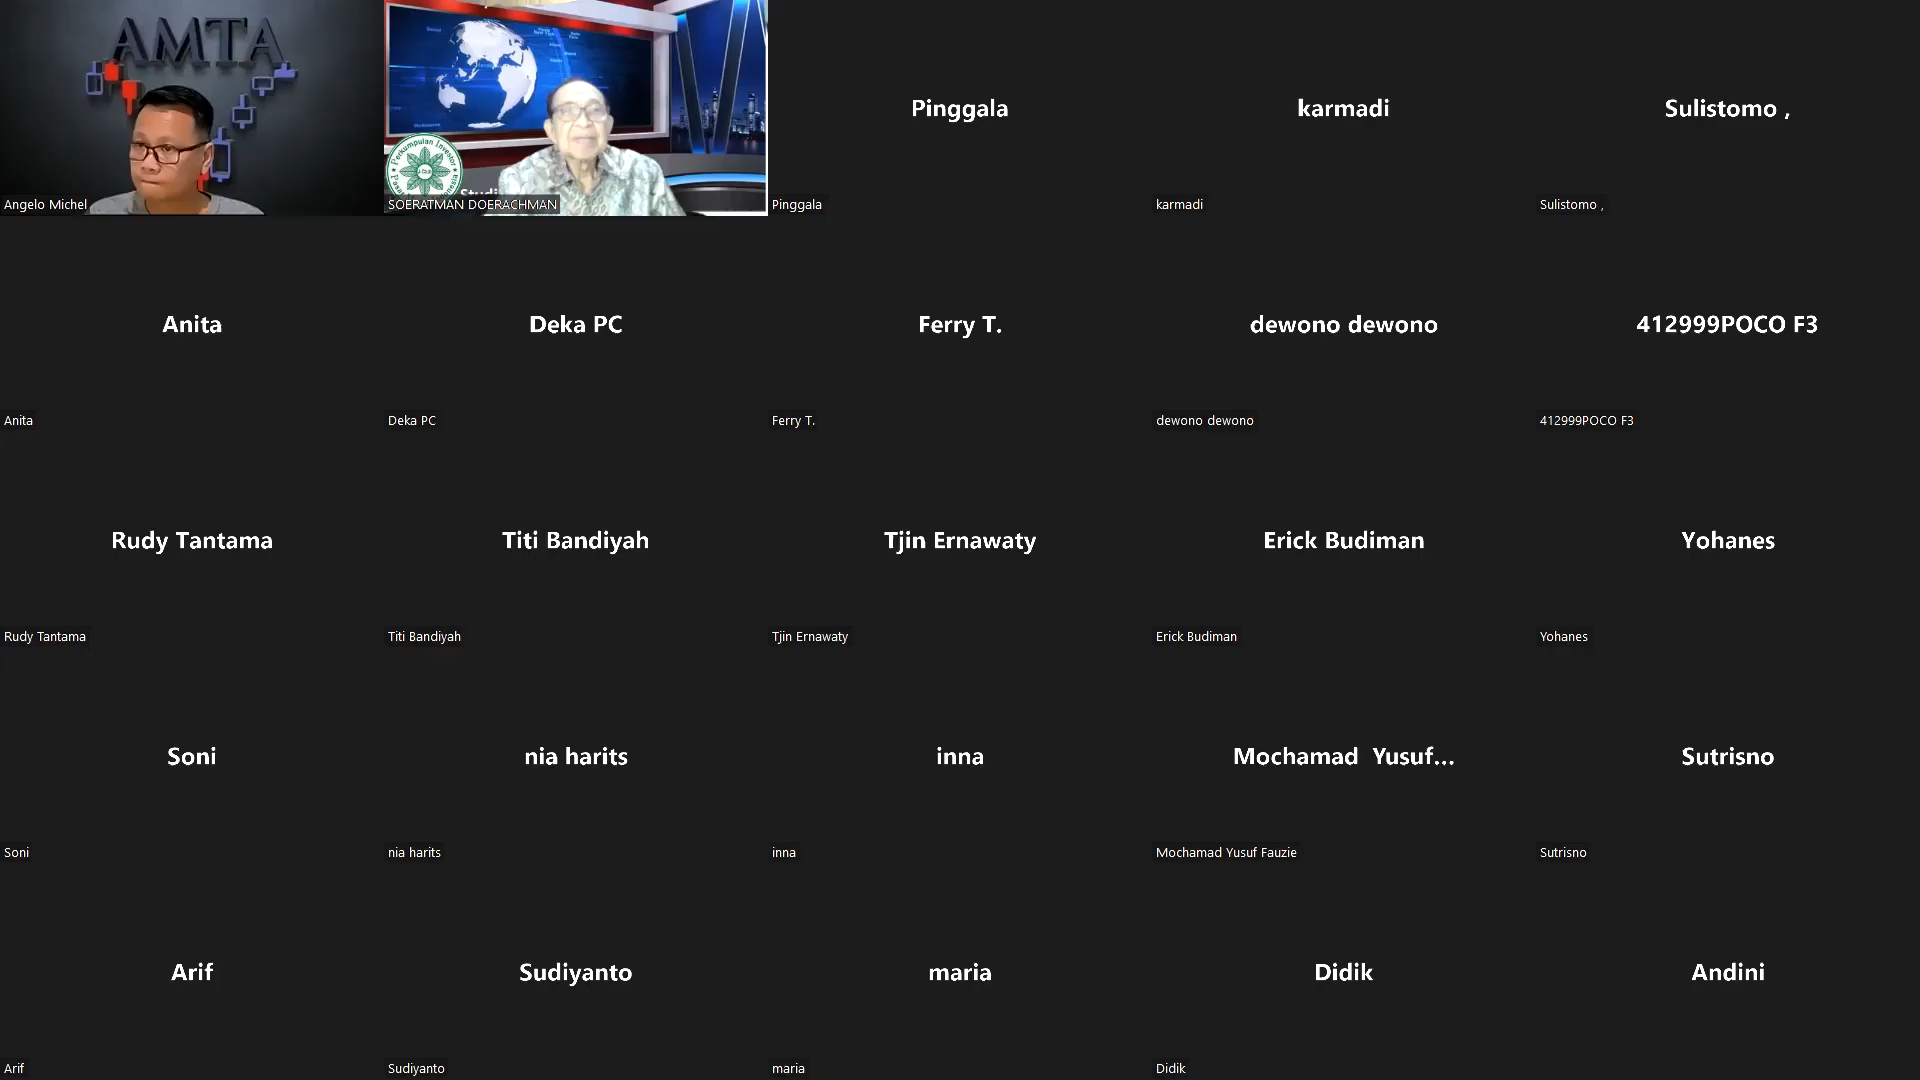 AMTA
Angelo Michel
Perkumpulan Investor
Studi
SOERATMAN DOERACHMAN
Pinggala
Pinggala
karmadi
karmadi
Sulistomo ,
Sulistomo ,
Anita
Anita
Deka PC
Deka PC
Ferry T.
Ferry T.
dewono dewono
dewono dewono
412999POCO F3
412999POCO F3
Rudy Tantama
Rudy Tantama
Titi Bandiyah
Titi Bandiyah
Tjin Ernawaty
Tjin Ernawaty
Erick Budiman
Erick Budiman
Yohanes
Yohanes
Soni
Soni
nia harits
nia harits
inna
inna
Mochamad  Yusuf...
Mochamad Yusuf Fauzie
Sutrisno
Sutrisno
Arif
Arif
Sudiyanto
Sudiyanto
maria
maria
Didik
Didik
Andini